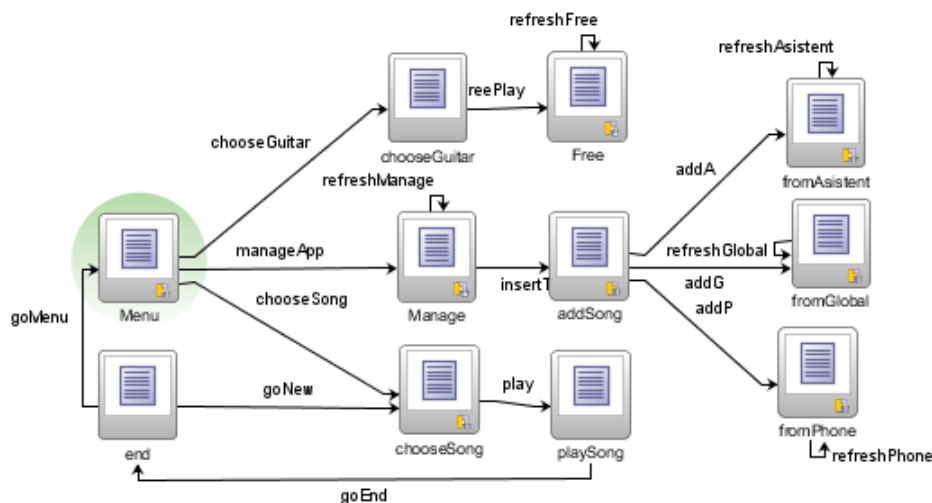 refreshFree
refreshAsistent
reePlay
chooseGuitar
chooseGuitar
Free
addA
fromAsistent
refreshManage
manageApp
refreshGlobal
insertT
addG
chooseSong
Menu
Manage
addSong
fromGlobal
addP
goMenu
goNew
play
end
chooseSong
playSong
fromPhone
refreshPhone
goEnd